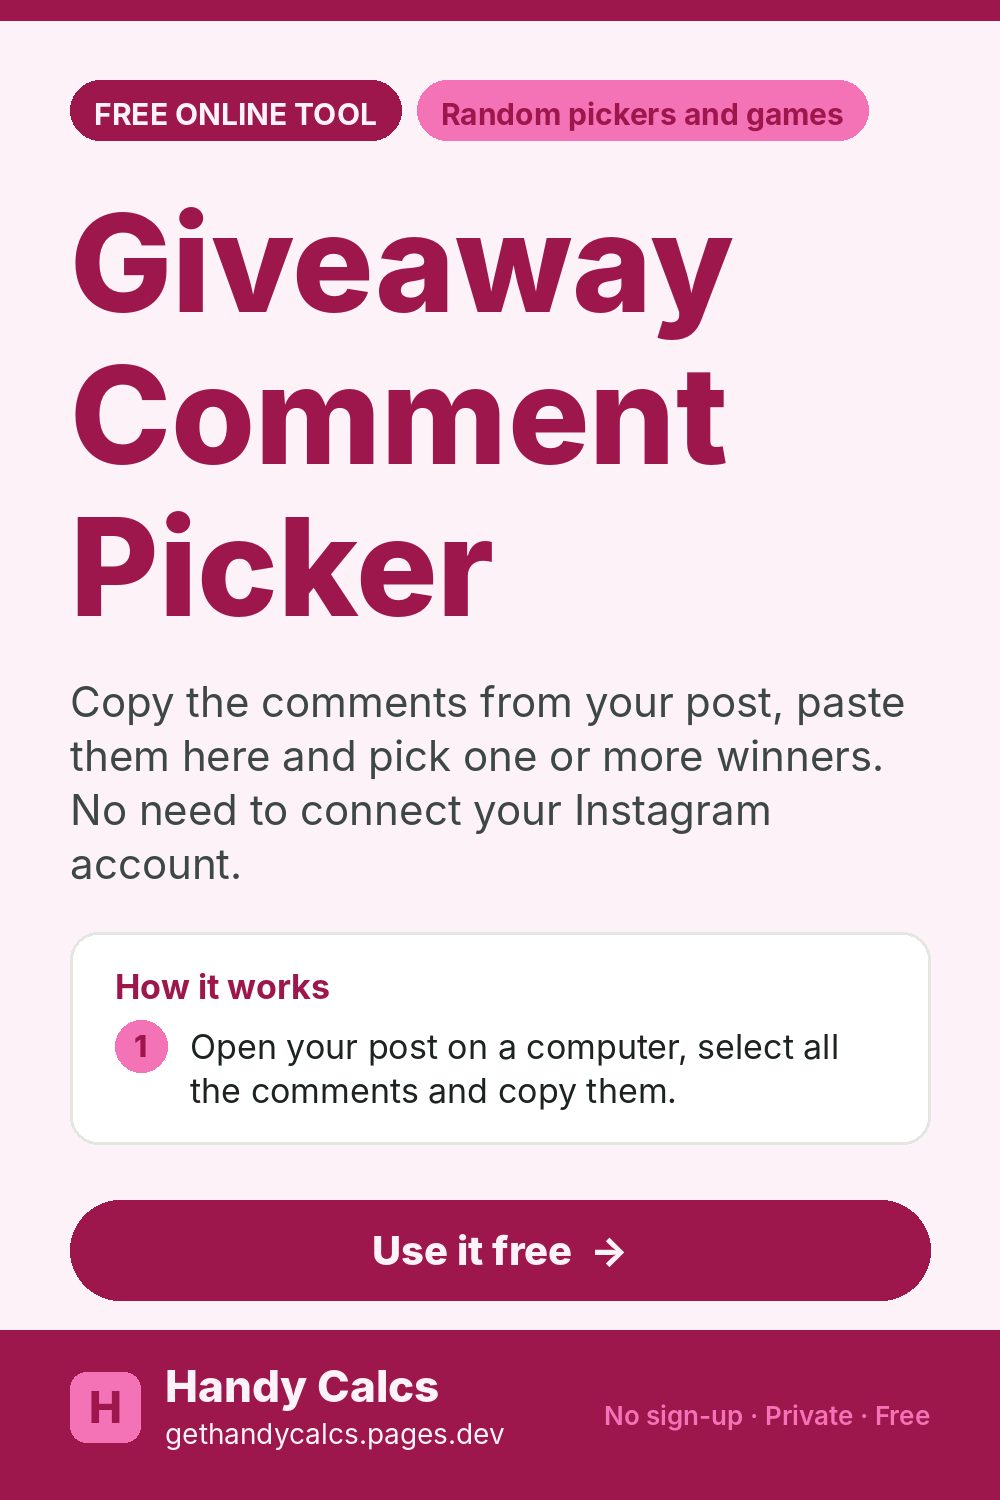 FREE ONLINE TOOL
Random pickers and games
Giveaway
Comment
Picker
Copy the comments from your post, paste
them here and pick one or more winners.
No need to connect your Instagram
account.
How it works
1
Open your post on a computer, select all
the comments and copy them.
Use it free →
H
Handy Calcs
gethandycalcs.pages.dev
No sign-up · Private · Free